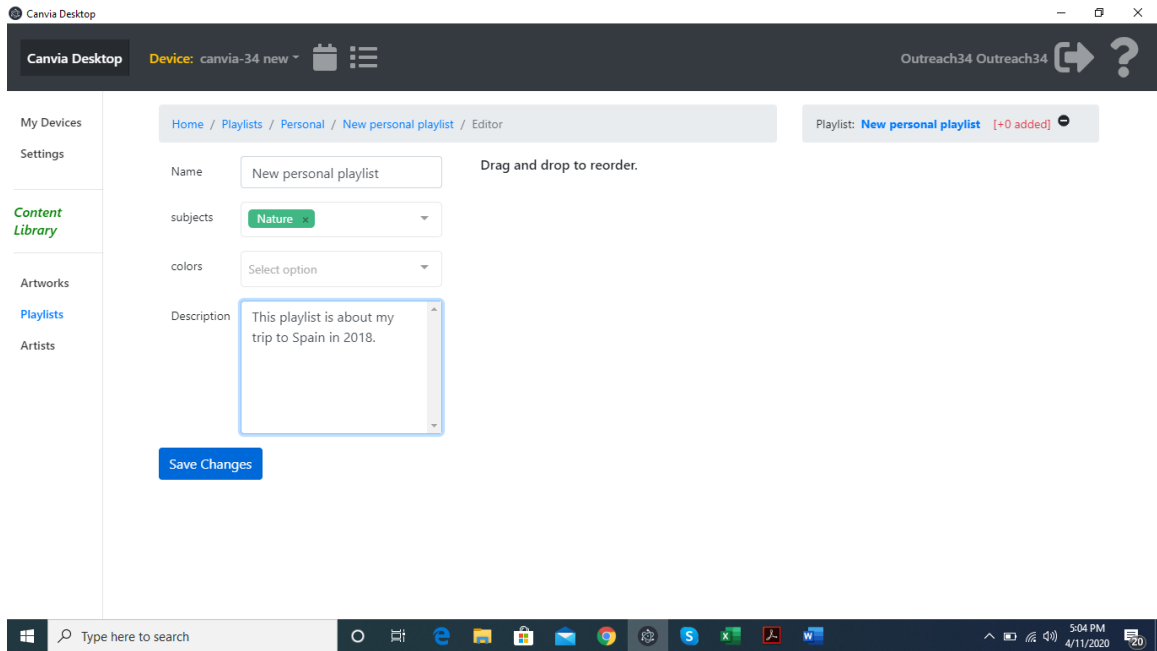 Canvia Desktop
Canvia Desktop
Device: canvia-34 new
Outreach34 Outreach34
?
My Devices
Settings
Content
Library
Artworks
Playlists
Artists
Home / Playlists / Personal / New personal playlist / Editor
Playlist: New personal playlist [+0 added]
Name
New personal playlist
Drag and drop to reorder.
subjects
Nature ×
colors
Select option
Description
This playlist is about my
trip to Spain in 2018.
Save Changes
Type here to search
5:04 PM
4/11/2020
20